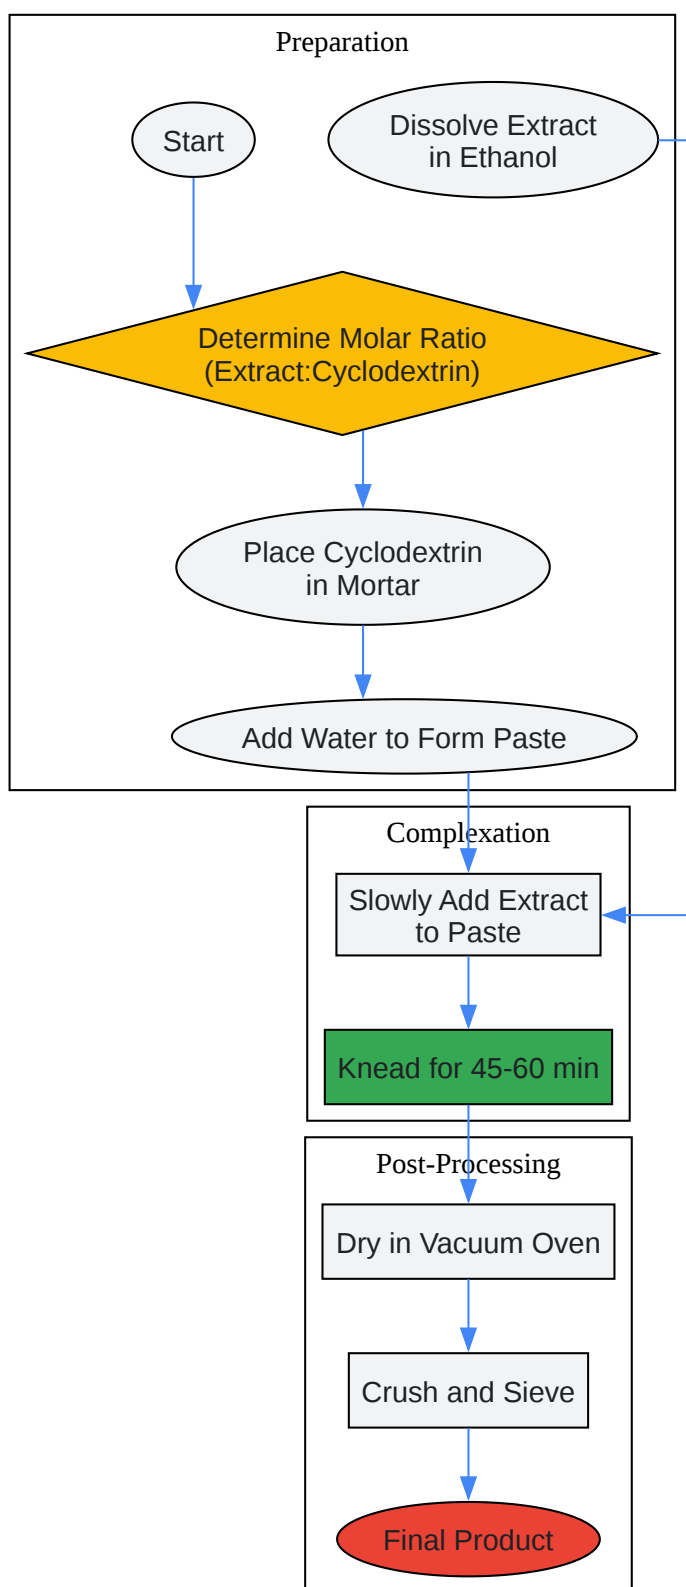 Preparation
Start
Dissolve Extract
in Ethanol
Determine Molar Ratio
(Extract:Cyclodextrin)
Place Cyclodextrin
in Mortar
Add Water to Form Paste
Complexation
Slowly Add Extract
to Paste
Knead for 45-60 min
Post-Processing
Dry in Vacuum Oven
Crush and Sieve
Final Product